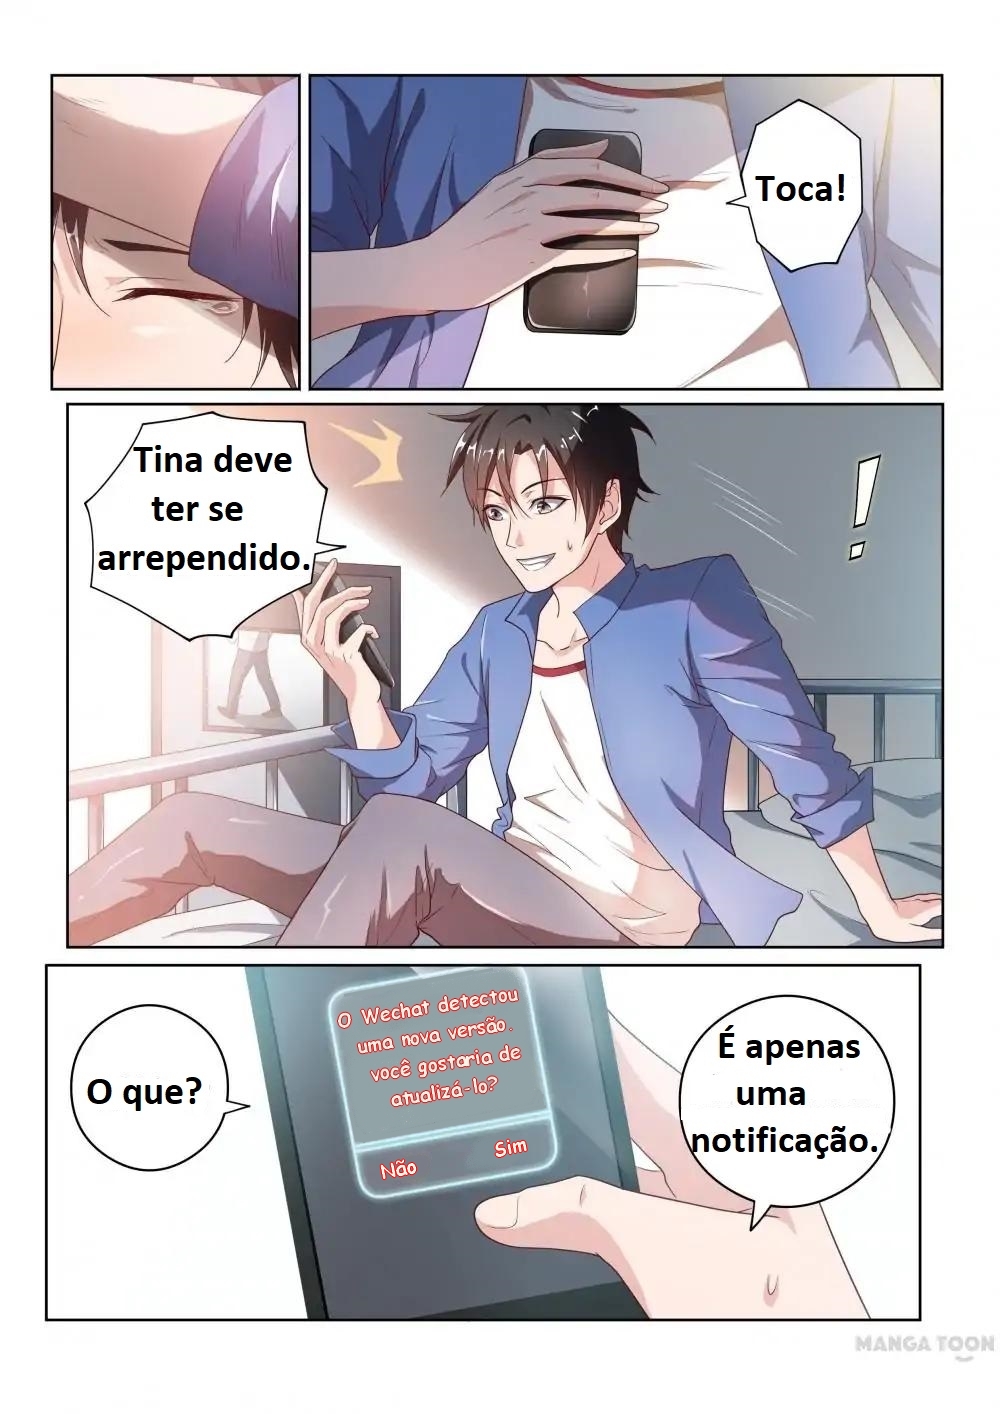 Toca!
Tina deve
ter se
arrependido.
O Wechat detectou
uma nova versão.
você gostaria de
atualizá-lo?
Não
Sim
O que?
É apenas
uma
notificação.
MANGA TOON